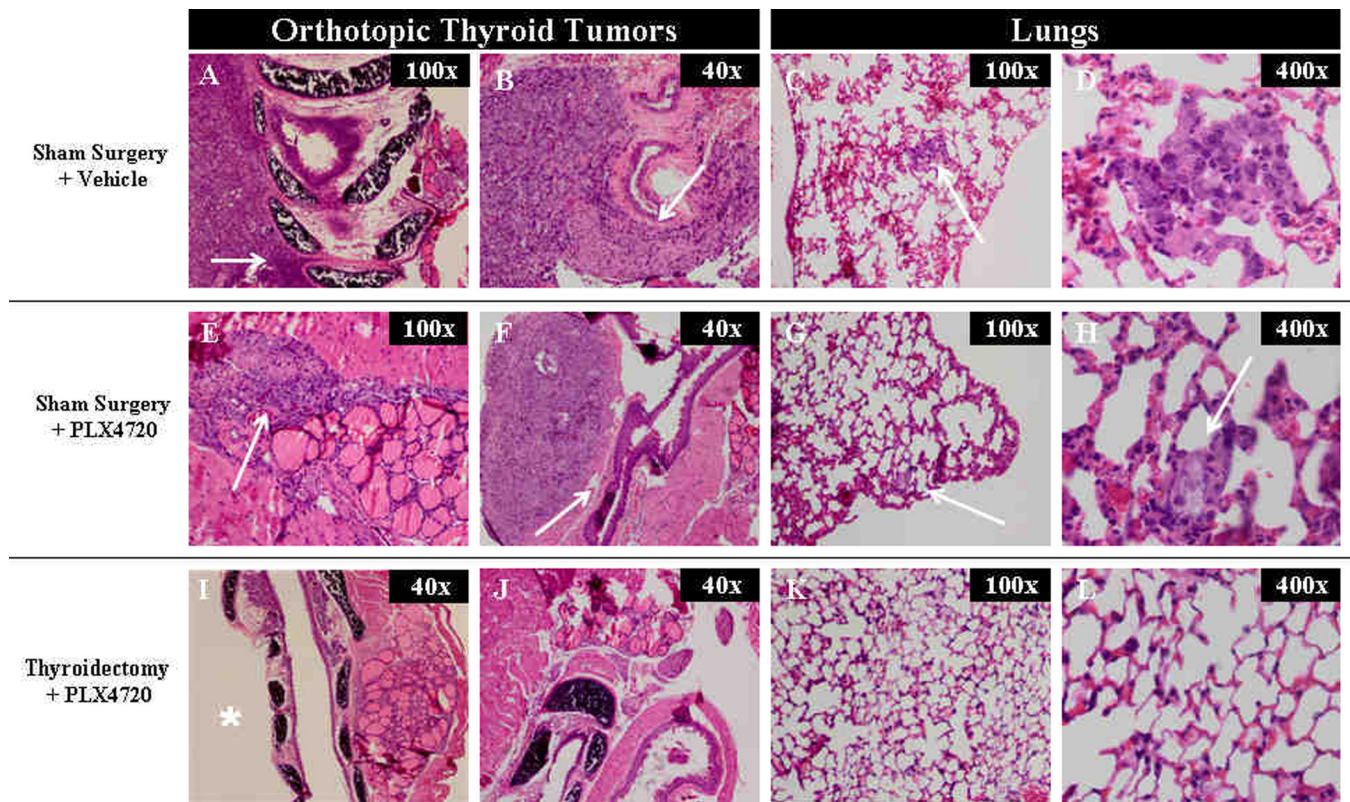 Orthotopic Thyroid Tumors
Lungs
Sham Surgery
+ Vehicle
A 100x
B 40x
C 100x
D 400x
Sham Surgery
+ PLX4720
E 100x
F 40x
G 100x
H 400x
Thyroidectomy
+ PLX4720
I 40x
*
J 40x
K 100x
L 400x